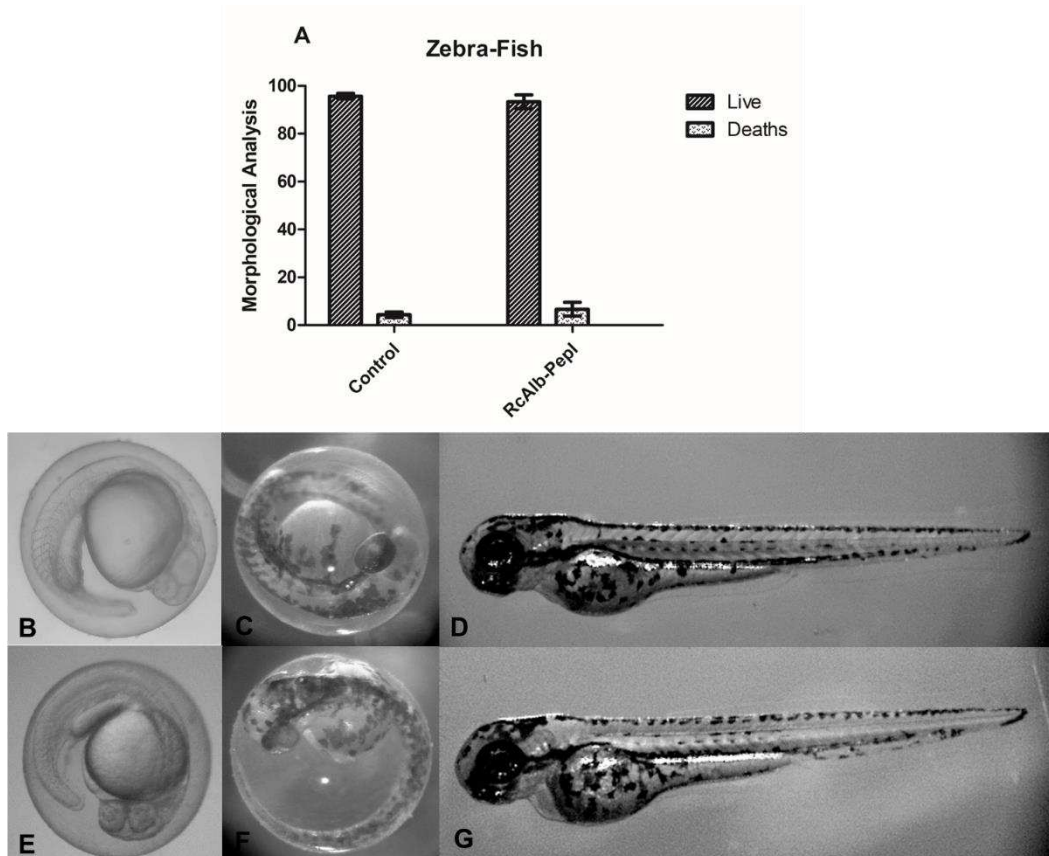 A
Zebra-Fish
Morphological Analysis
100
80
60
40
20
0
Control
RcAlb-PepI
Live
Deaths
B
C
D
E
F
G